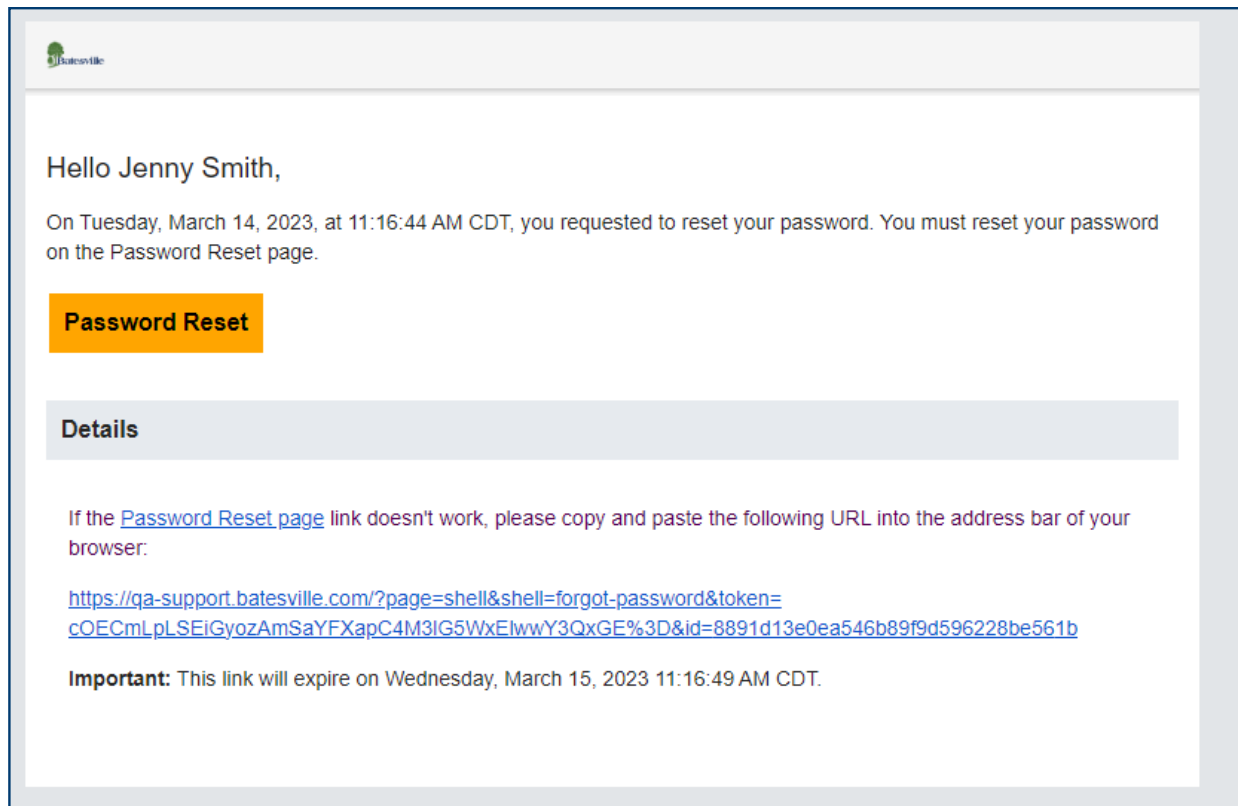 Batesville
Hello Jenny Smith,
On Tuesday, March 14, 2023, at 11:16:44 AM CDT, you requested to reset your password. You must reset your password
on the Password Reset page.
Password Reset
Details
If the Password Reset page link doesn't work, please copy and paste the following URL into the address bar of your
browser:
https://qa-support.batesville.com/?page=shell&shell=forgot-password&token=
cOECmLpLSEiGyozAmSaYFXapC4M3IG5WxEIwwY3QxGE%3D&id=8891d13e0ea546b89f9d596228be561b
Important: This link will expire on Wednesday, March 15, 2023 11:16:49 AM CDT.